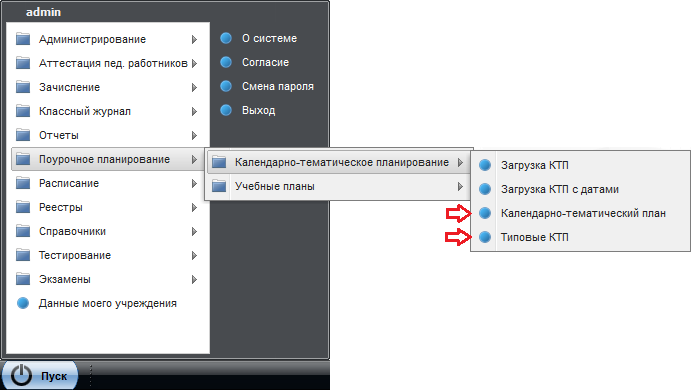 admin
Администрирование
Аттестация пед. работников
Зачисление
Классный журнал
Отчеты
Поурочное планирование
Расписание
Реестры
Справочники
Тестирование
Экзамены
Данные моего учреждения
О системе
Согласие
Смена пароля
Выход
Календарно-тематическое планирование
Учебные планы
Загрузка КТП
Загрузка КТП с датами
Календарно-тематический план
Типовые КТП
Пуск